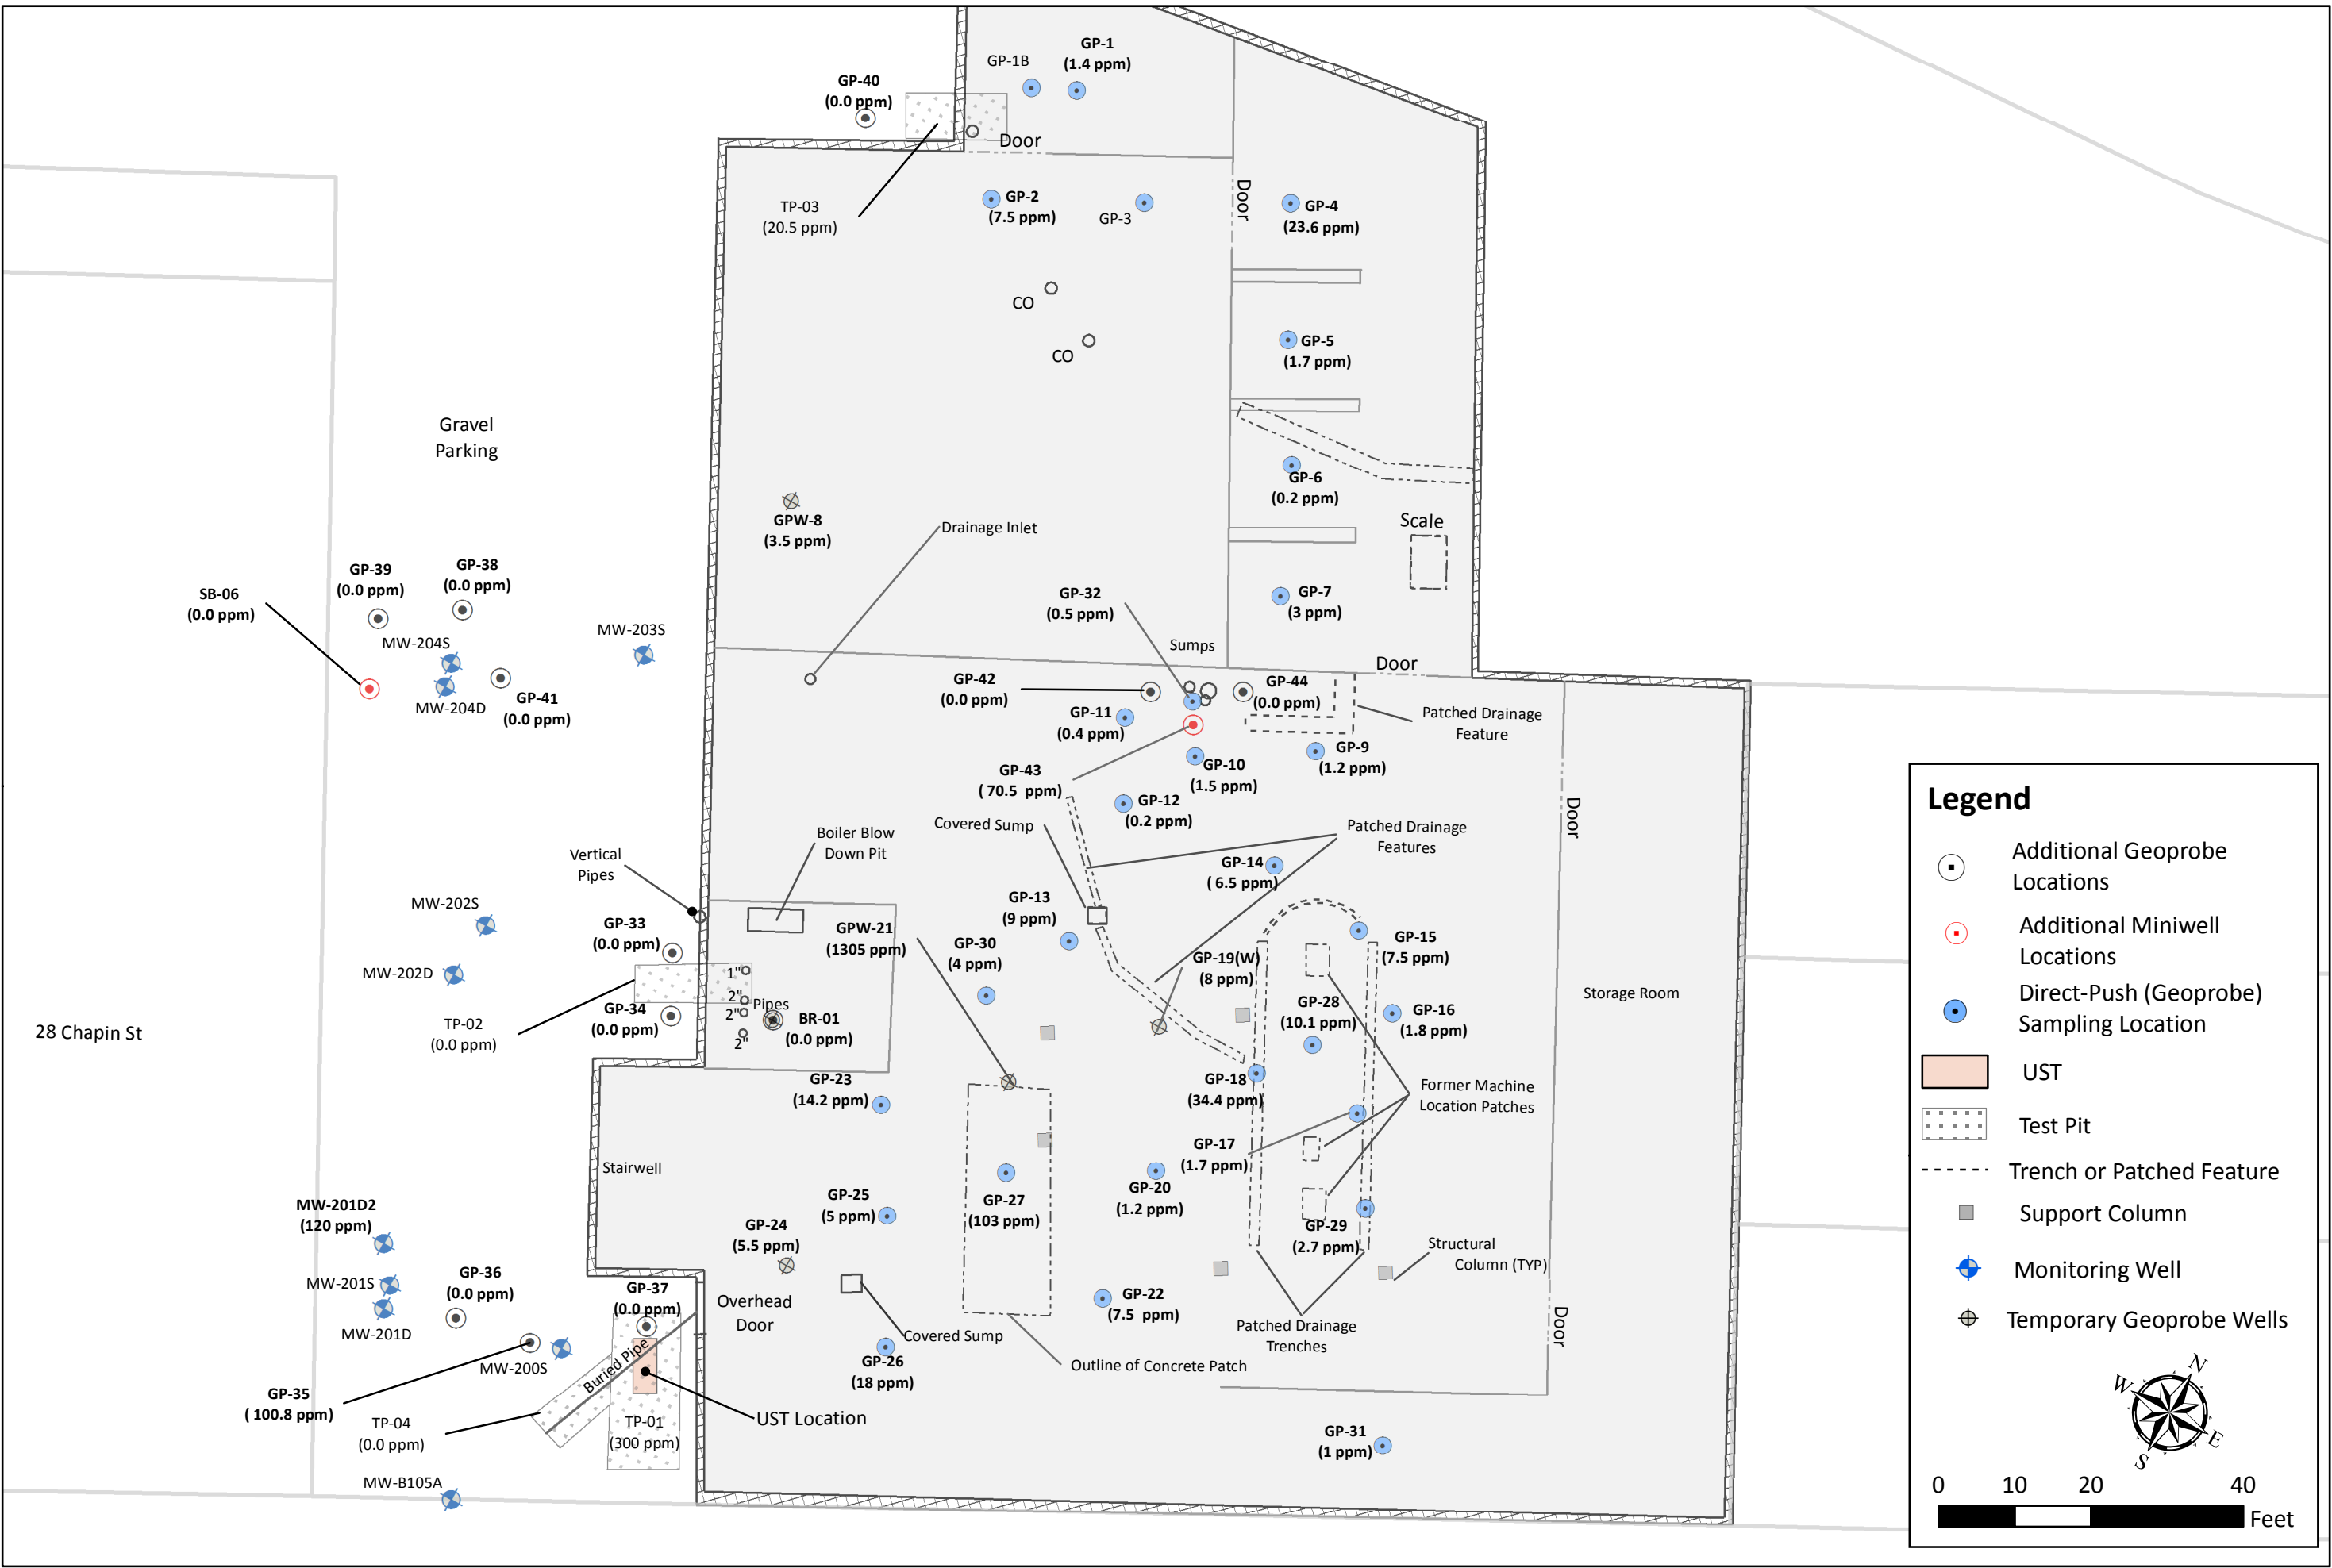 GP-1B
GP-1
(1.4 ppm)
GP-40
(0.0 ppm)
Door
TP-03
(20.5 ppm)
GP-2
(7.5 ppm)
GP-3
Door
GP-4
(23.6 ppm)
CO
CO
GP-5
(1.7 ppm)
Gravel
Parking
GP-6
(0.2 ppm)
GPW-8
(3.5 ppm)
Drainage Inlet
Scale
GP-39
(0.0 ppm)
GP-38
(0.0 ppm)
SB-06
(0.0 ppm)
GP-32
(0.5 ppm)
GP-7
(3 ppm)
MW-204S
MW-203S
Sumps
Door
GP-41
(0.0 ppm)
MW-204D
GP-42
(0.0 ppm)
GP-44
(0.0 ppm)
GP-11
(0.4 ppm)
Patched Drainage
Feature
GP-9
(1.2 ppm)
GP-43
( 70.5 ppm)
GP-10
(1.5 ppm)
GP-12
(0.2 ppm)
Door
Covered Sump
Boiler Blow
Down Pit
Patched Drainage
Features
Vertical
Pipes
GP-14
( 6.5 ppm)
MW-202S
GP-33
(0.0 ppm)
GPW-21
(1305 ppm)
GP-13
(9 ppm)
GP-30
(4 ppm)
GP-19(W)
(8 ppm)
GP-15
(7.5 ppm)
MW-202D
1"
2"
Pipes
2"
2"
Storage Room
GP-34
(0.0 ppm)
BR-01
(0.0 ppm)
GP-28
(10.1 ppm)
GP-16
(1.8 ppm)
TP-02
(0.0 ppm)
28 Chapin St
GP-23
(14.2 ppm)
GP-18
(34.4 ppm)
Former Machine
Location Patches
GP-17
(1.7 ppm)
Stairwell
GP-25
(5 ppm)
GP-27
(103 ppm)
GP-20
(1.2 ppm)
MW-201D2
(120 ppm)
GP-24
(5.5 ppm)
GP-29
(2.7 ppm)
Structural
Column (TYP)
MW-201S
GP-36
(0.0 ppm)
GP-37
(0.0 ppm)
Overhead
Door
GP-22
(7.5 ppm)
MW-201D
Covered Sump
Patched Drainage
Trenches
Door
MW-200S
Buried Pipe
GP-26
(18 ppm)
Outline of Concrete Patch
GP-35
( 100.8 ppm)
TP-04
(0.0 ppm)
TP-01
(300 ppm)
UST Location
GP-31
(1 ppm)
MW-B105A
Legend
Additional Geoprobe
Locations
Additional Miniwell
Locations
Direct-Push (Geoprobe)
Sampling Location
UST
Test Pit
Trench or Patched Feature
Support Column
Monitoring Well
Temporary Geoprobe Wells
N
W
E
S
0 10 20 40
Feet